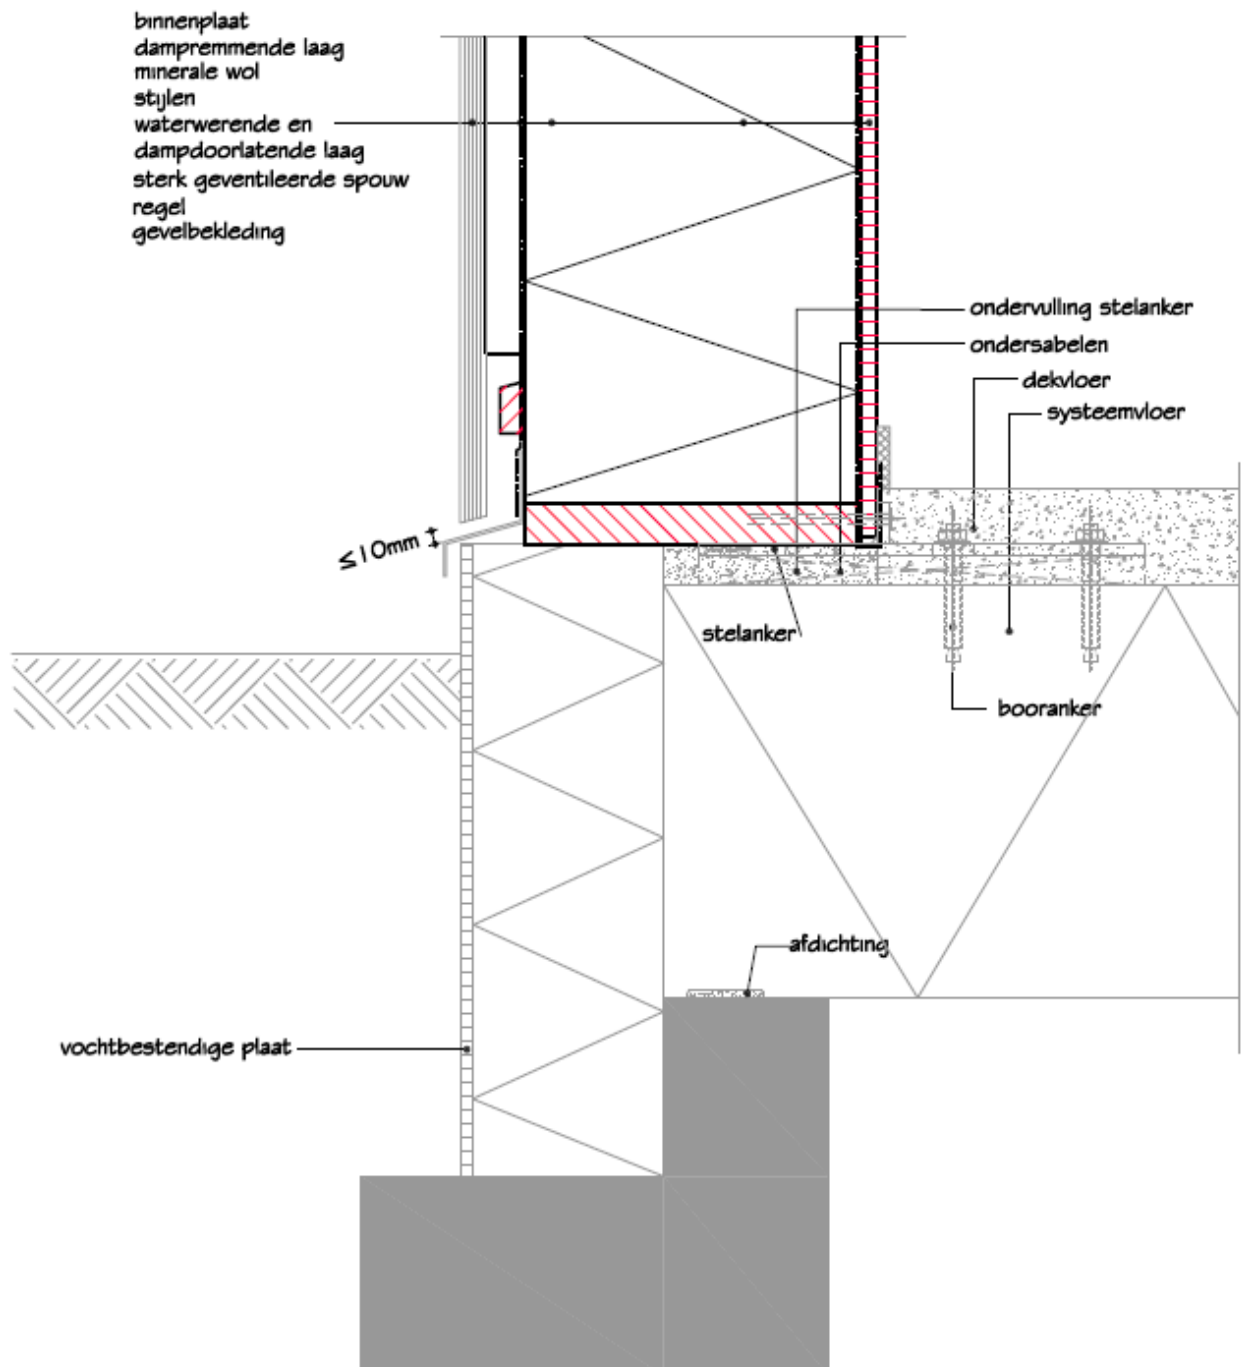 binnenplaat
dampremmende laag
minerale wol
stijlen
waterwerende en
dampdoorlatende laag
sterk geventileerde spouw
regel
gevelbekleding
ondervulling stelanker
ondersabelen
dekvloer
systeemvloer
≤10mm
stelanker
booranker
afdichting
vochtbestendige plaat